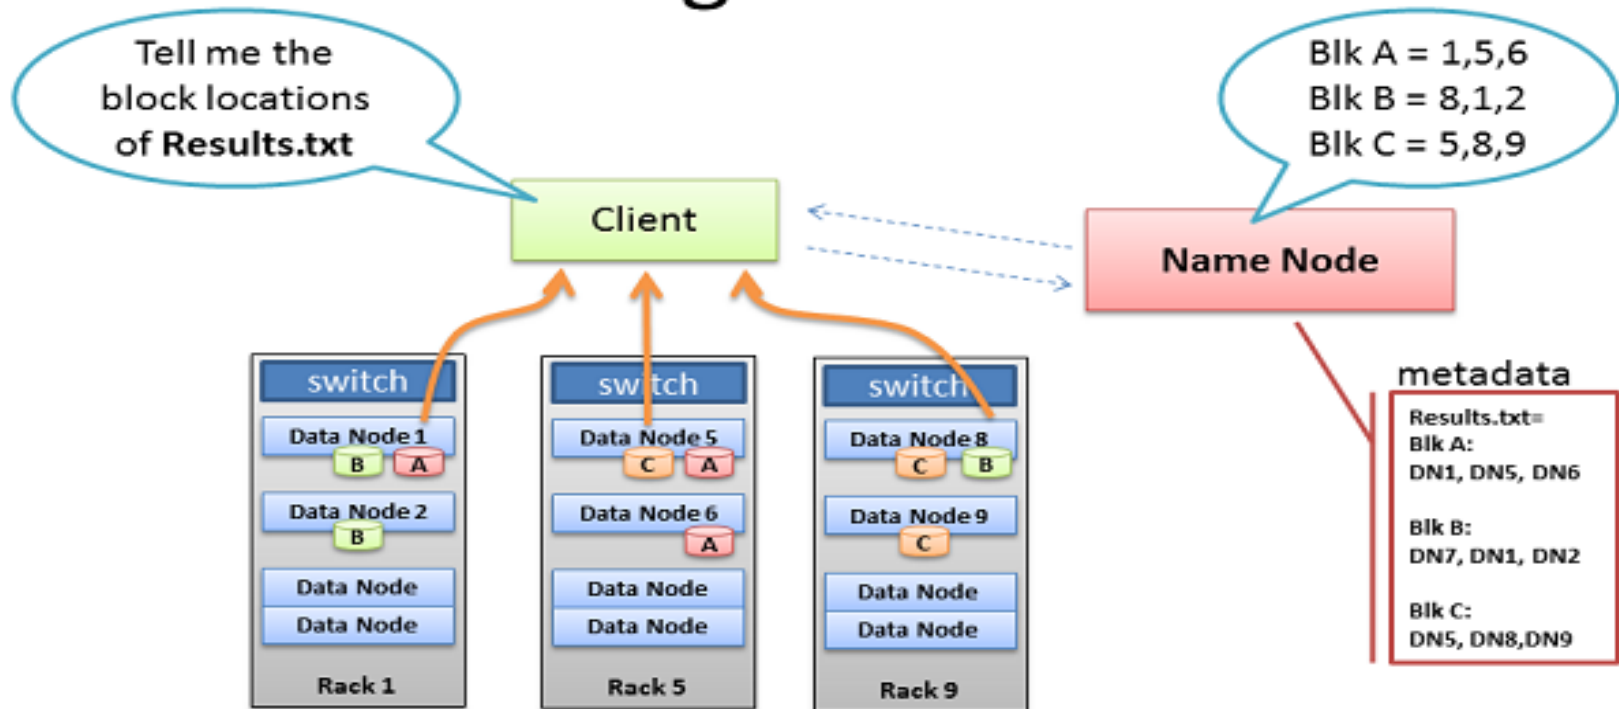 Tell me the
block locations
of Results.txt
Blk A = 1,5,6
Blk B = 8,1,2
Blk C = 5,8,9
Client
Name Node
switch
Data Node 1
B A
Data Node 2
B
Data Node
Data Node
Rack 1
switch
Data Node 5
C A
Data Node 6
A
Data Node
Data Node
Rack 5
switch
Data Node 8
C B
Data Node 9
C
Data Node
Data Node
Rack 9
metadata
Results.txt=
Blk A:
DN1, DN5, DN6
Blk B:
DN7, DN1, DN2
Blk C:
DN5, DN8,DN9